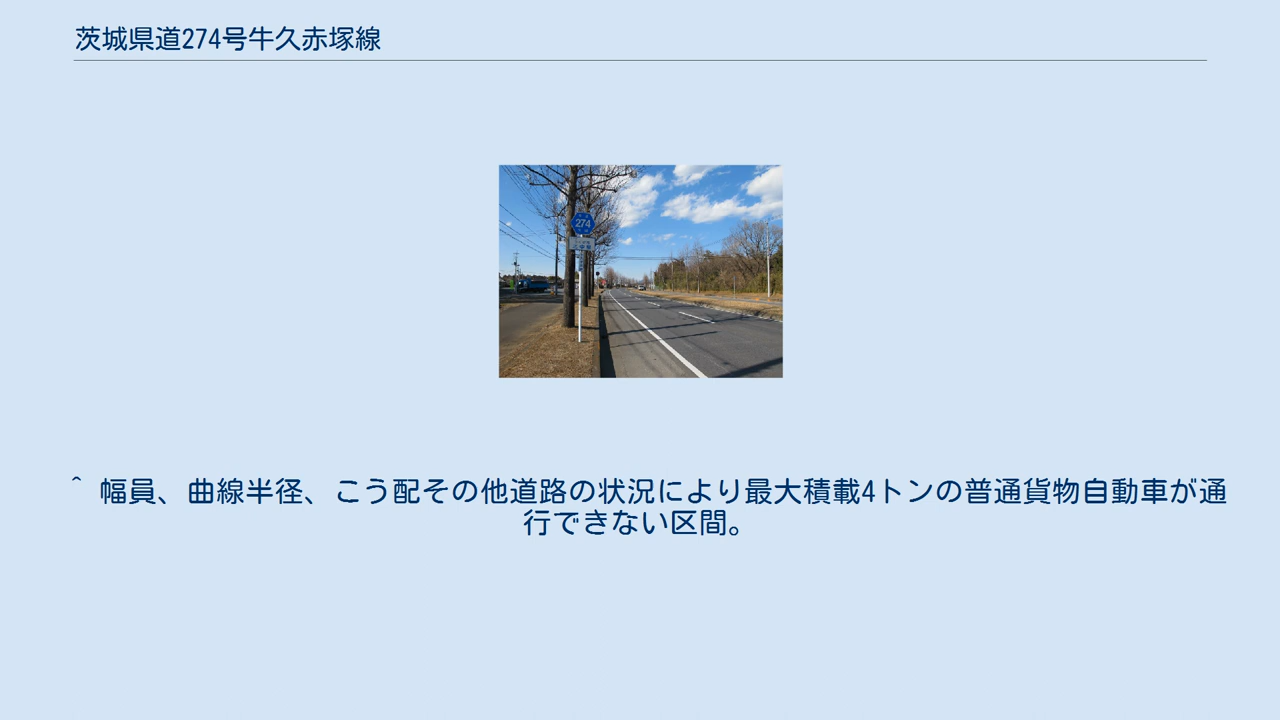 茨城県道274号牛久赤塚線
274
^ 幅員、曲線半径、こう配その他道路の状況により最大積載4トンの普通貨物自動車が通
行できない区間。